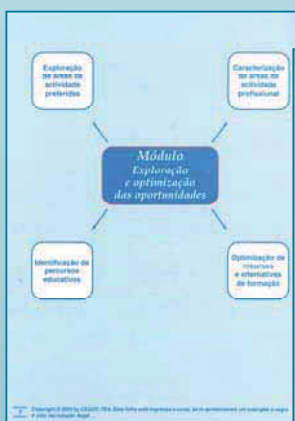 Exploração
de áreas de
actividade
preferidas
Caracterização
de áreas de
actividade
profissional
Módulo
Exploração
e optimização
das oportunidades
Identificação de
percursos
educativos
Optimização de
recursos
e alternativas
de formação